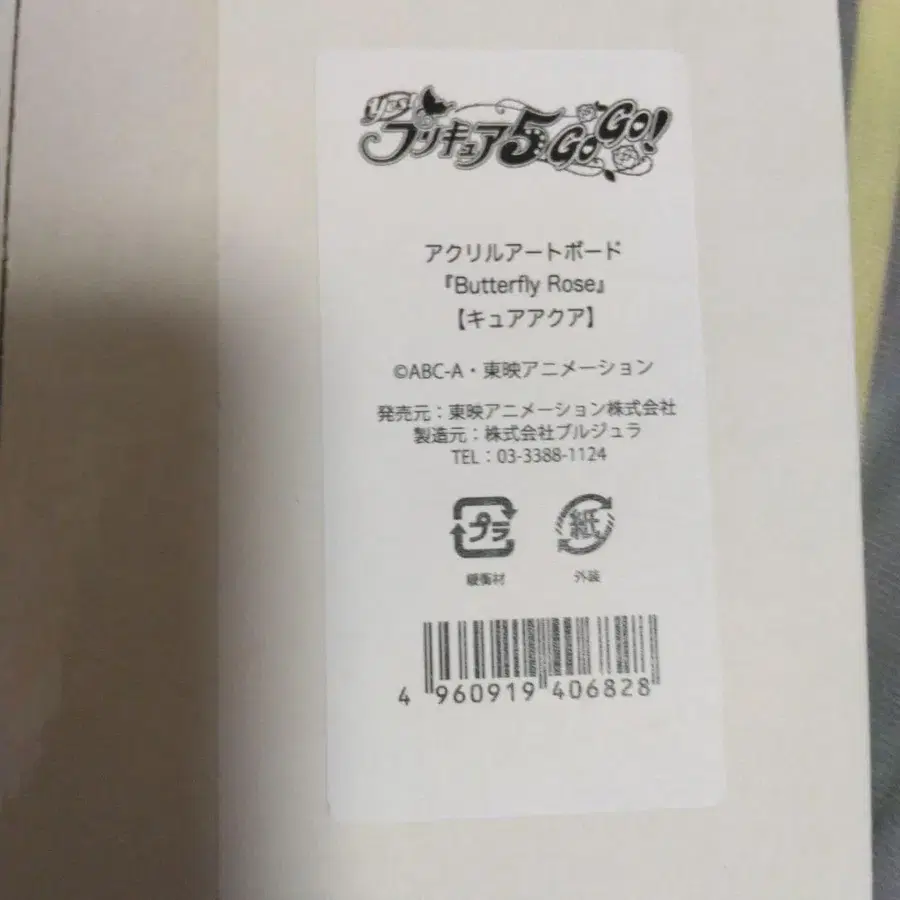 Yes!
プリキュア5GoGo!
アクリルアートボード
『Butterfly Rose』
【キュアアクア】
©ABC-A・東映アニメーション
発売元：東映アニメーション株式会社
製造元：株式会社ブルジュラ
TEL：03-3388-1124
プラ 紙
緩衝材 外装
4 960919 406828